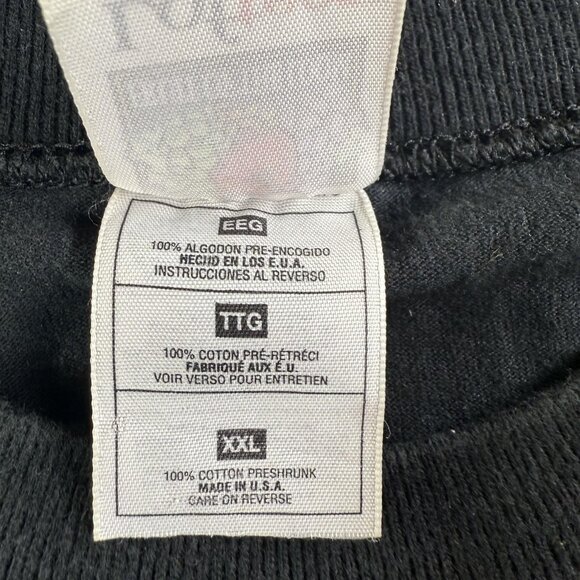 EEG
100% ALGODON PRE-ENCOGIDO
HECHO EN LOS E.U.A.
INSTRUCCIONES AL REVERSO
TTG
100% COTON PRÉ-RÉTRÉCI
FABRIQUÉ AUX É.U.
VOIR VERSO POUR ENTRETIEN
XXL
100% COTTON PRESHRUNK
MADE IN U.S.A.
CARE ON REVERSE